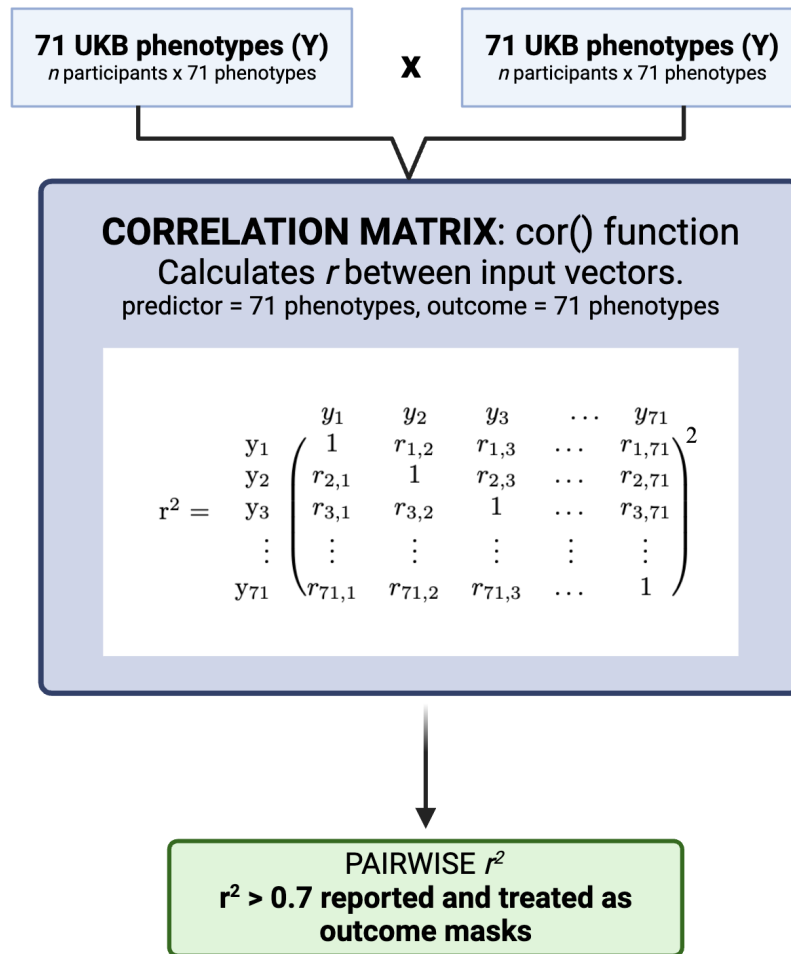 71 UKB phenotypes (Y)
n participants x 71 phenotypes
x
71 UKB phenotypes (Y)
n participants x 71 phenotypes
CORRELATION MATRIX: cor() function
Calculates r between input vectors.
predictor = 71 phenotypes, outcome = 71 phenotypes
y₁ y₂ y₃ ... y₇₁
y₁ 1 r₁,₂ r₁,₃ ... r₁,₇₁ 2
y₂ r₂,₁ 1 r₂,₃ ... r₂,₇₁
r² = y₃ r₃,₁ r₃,₂ 1 ... r₃,₇₁
⋮ ⋮ ⋮ ⋮ ⋮ ⋮
y₇₁ r₇₁,₁ r₇₁,₂ r₇₁,₃ ... 1
PAIRWISE r²
r² > 0.7 reported and treated as
outcome masks